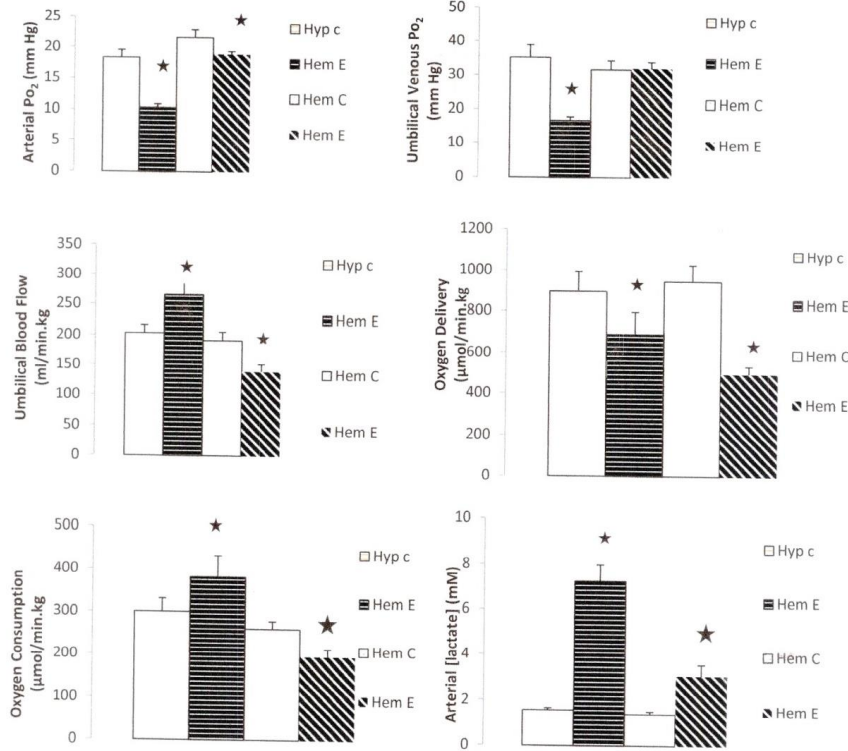 Arterial Po₂ (mm Hg)
25
20
15
10
5
0
★
★
Hyp c
Hem E
Hem C
Hem E
Umbilical Venous Po₂
(mm Hg)
50
40
30
20
10
0
★
Hyp c
Hem E
Hem C
Hem E
Umbilical Blood Flow
(ml/min.kg)
350
300
250
200
150
100
50
0
★
★
Hyp c
Hem E
Hem C
Hem E
Oxygen Delivery
(μmol/min.kg)
1200
1000
800
600
400
200
0
★
★
Hyp c
Hem E
Hem C
Hem E
Oxygen Consumption
(μmol/min.kg)
500
400
300
200
100
0
★
★
Hyp c
Hem E
Hem C
Hem E
Arterial [lactate] (mM)
10
8
6
4
2
0
★
★
Hyp c
Hem E
Hem C
Hem E